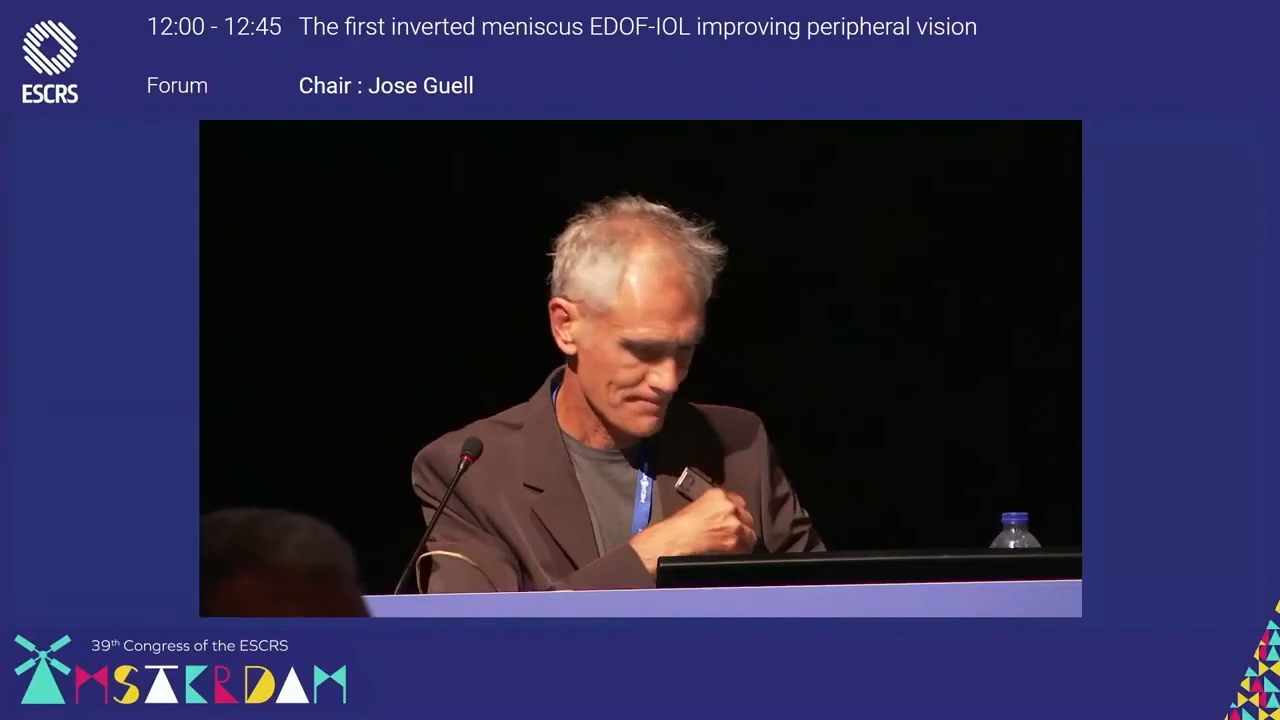 12:00 - 12:45 The first inverted meniscus EDOF-IOL improving peripheral vision
ESCRS
Forum Chair : Jose Guell
39th Congress of the ESCRS
AMSTERDAM